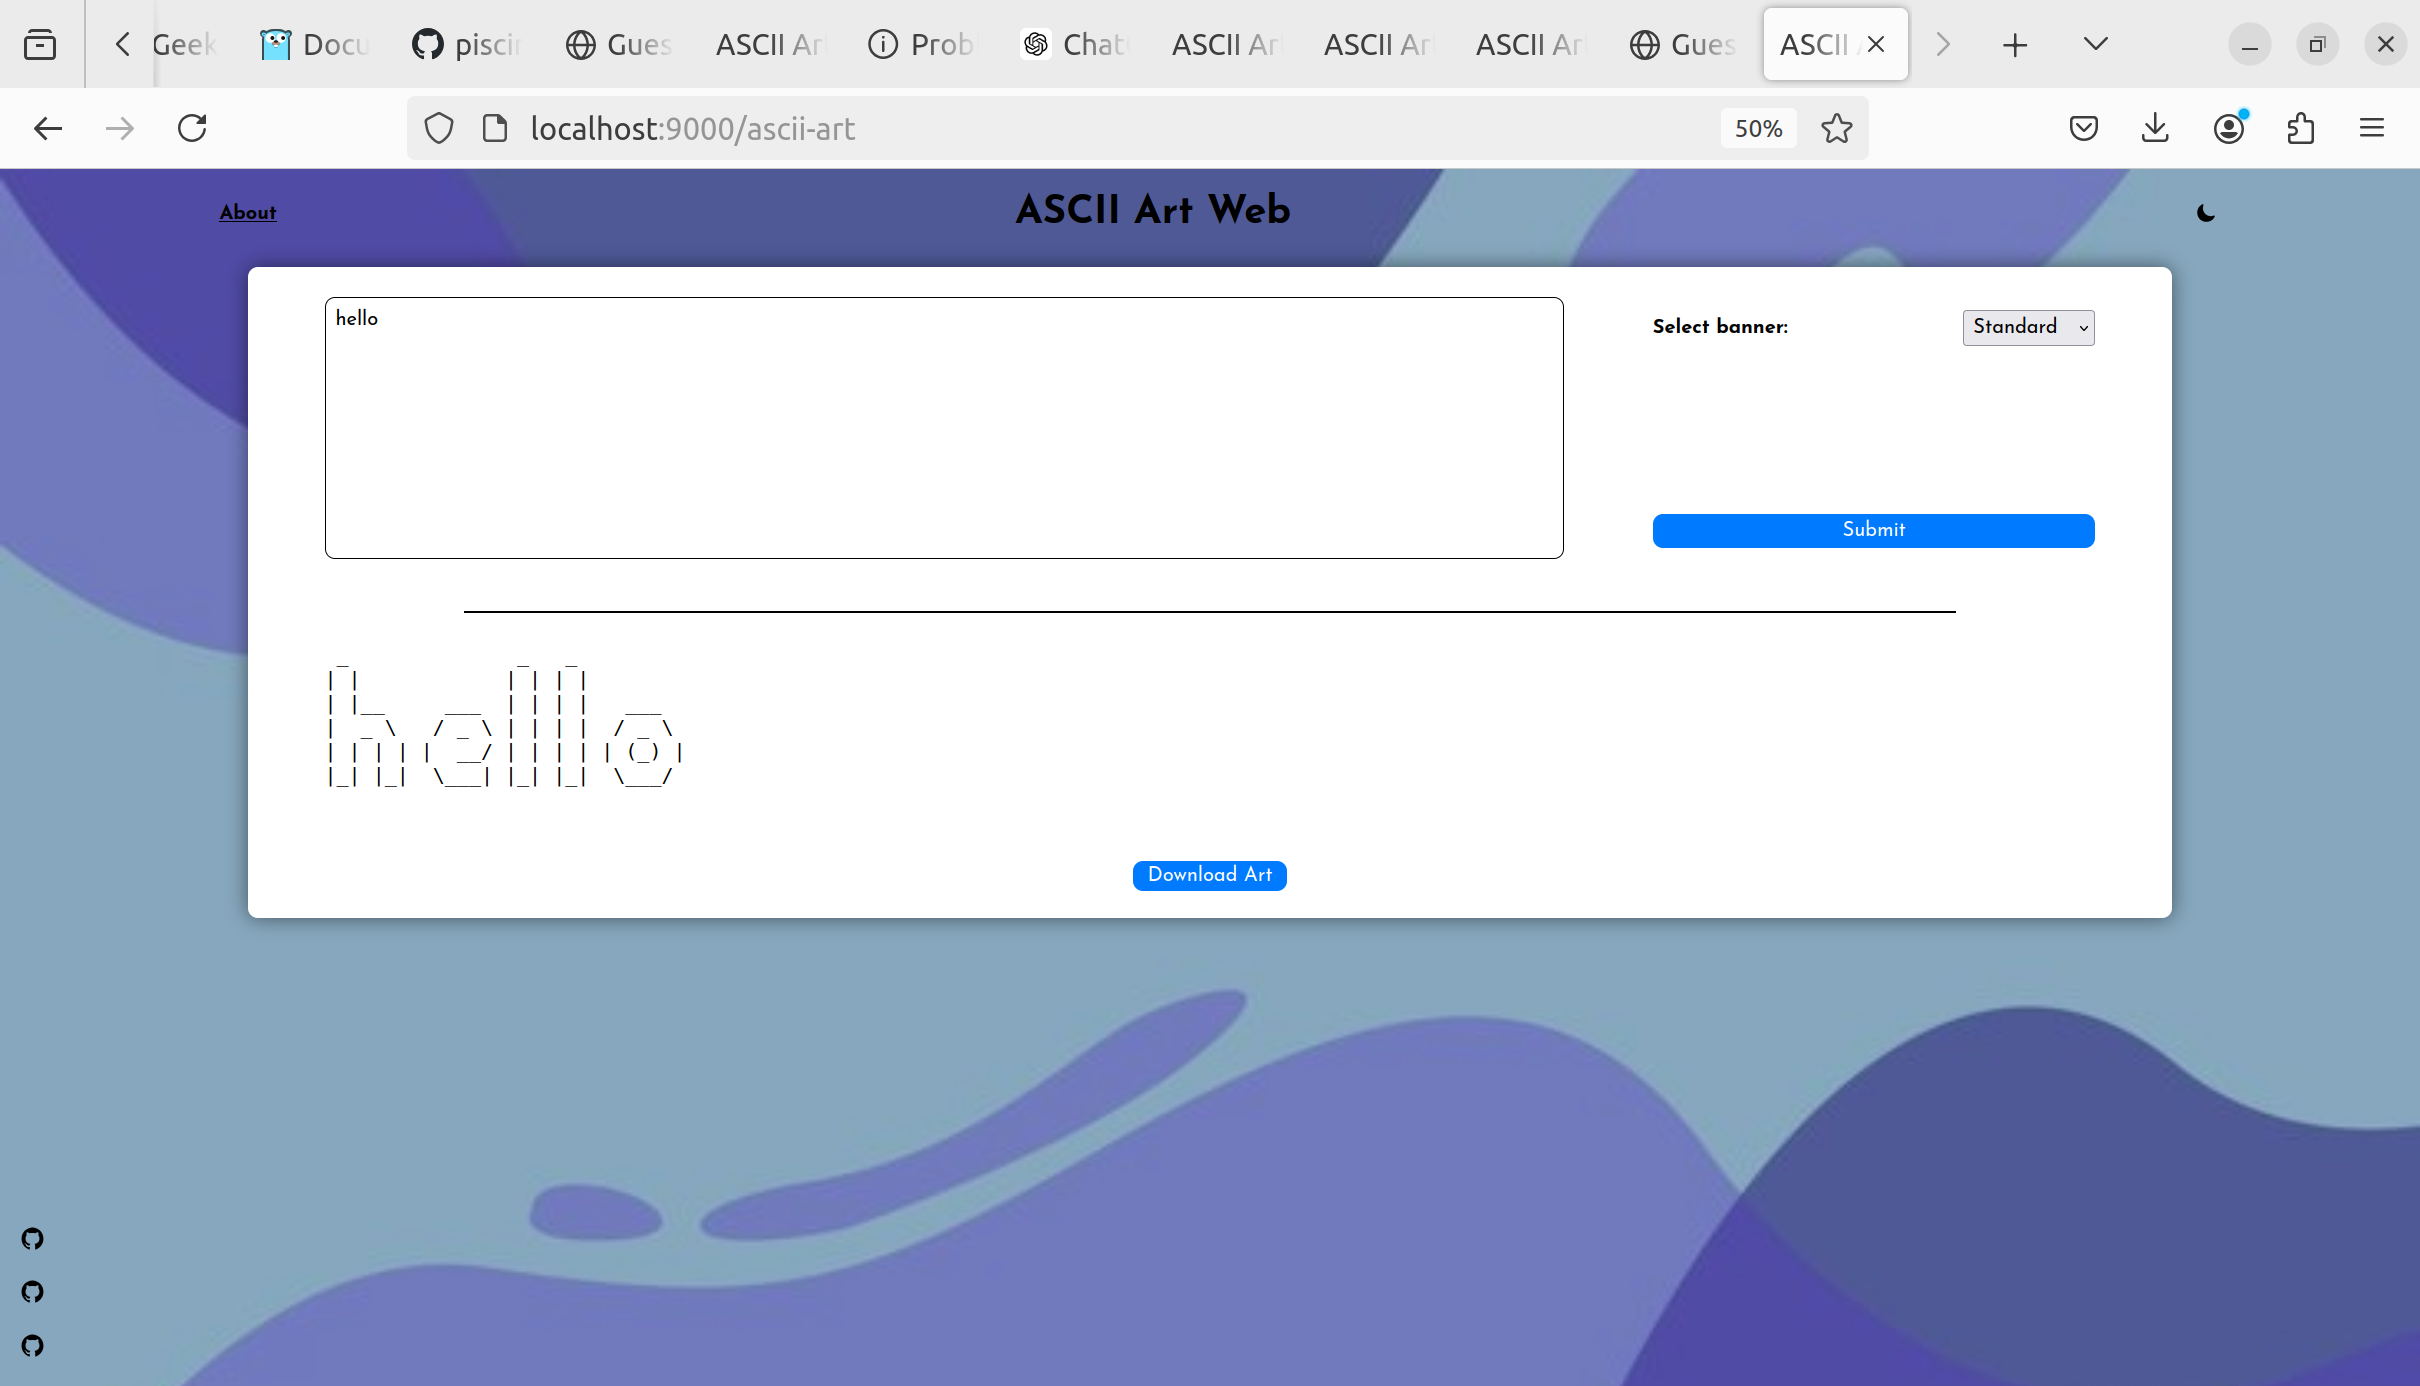 Geek Docu piscin Gues ASCII Ar Prob Chat ASCII Ar ASCII Ar ASCII Ar Gues ASCII
localhost:9000/ascii-art 50%
About ASCII Art Web
hello
Select banner: Standard
Submit
 _              _   _
| |            | | | |
| |__     ___  | | | |   ___
|  _ \   / _ \ | | | |  / _ \
| | | | |  __/ | | | | | (_) |
|_| |_|  \___| |_| |_|  \___/
Download Art